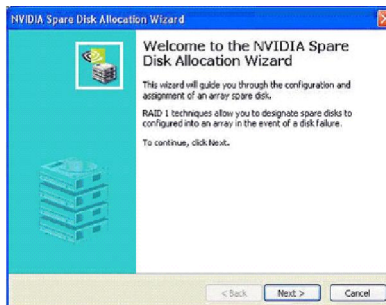 NVIDIA Spare Disk Allocation Wizard
Welcome to the NVIDIA Spare
Disk Allocation Wizard
This wizard will guide you through the configuration and
assignment of an array spare disk.
RAID 1 techniques allow you to designate spare disks to
configured into an array in the event of a disk failure.
To continue, click Next.
< Back
Next >
Cancel